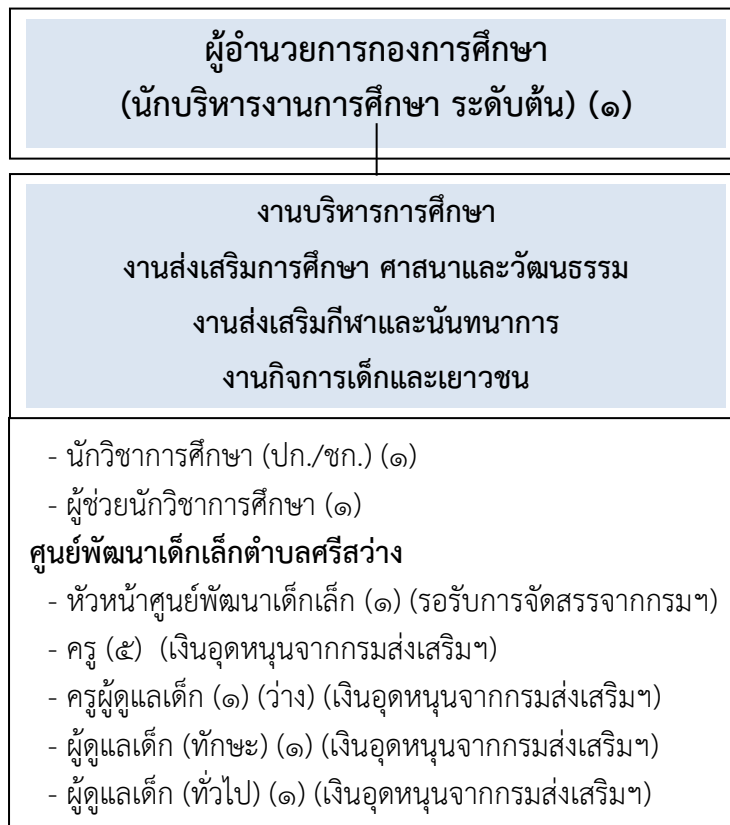 ผู้อำนวยการกองการศึกษา
(นักบริหารงานการศึกษา ระดับต้น) (๑)
งานบริหารการศึกษา
งานส่งเสริมการศึกษา ศาสนาและวัฒนธรรม
งานส่งเสริมกีฬาและนันทนาการ
งานกิจการเด็กและเยาวชน
- นักวิชาการศึกษา (ปก./ชก.) (๑)
- ผู้ช่วยนักวิชาการศึกษา (๑)
ศูนย์พัฒนาเด็กเล็กตำบลศรีสว่าง
- หัวหน้าศูนย์พัฒนาเด็กเล็ก (๑) (รอรับการจัดสรรจากกรมฯ)
- ครู (๕) (เงินอุดหนุนจากกรมส่งเสริมฯ)
- ครูผู้ดูแลเด็ก (๑) (ว่าง) (เงินอุดหนุนจากกรมส่งเสริมฯ)
- ผู้ดูแลเด็ก (ทักษะ) (๑) (เงินอุดหนุนจากกรมส่งเสริมฯ)
- ผู้ดูแลเด็ก (ทั่วไป) (๑) (เงินอุดหนุนจากกรมส่งเสริมฯ)